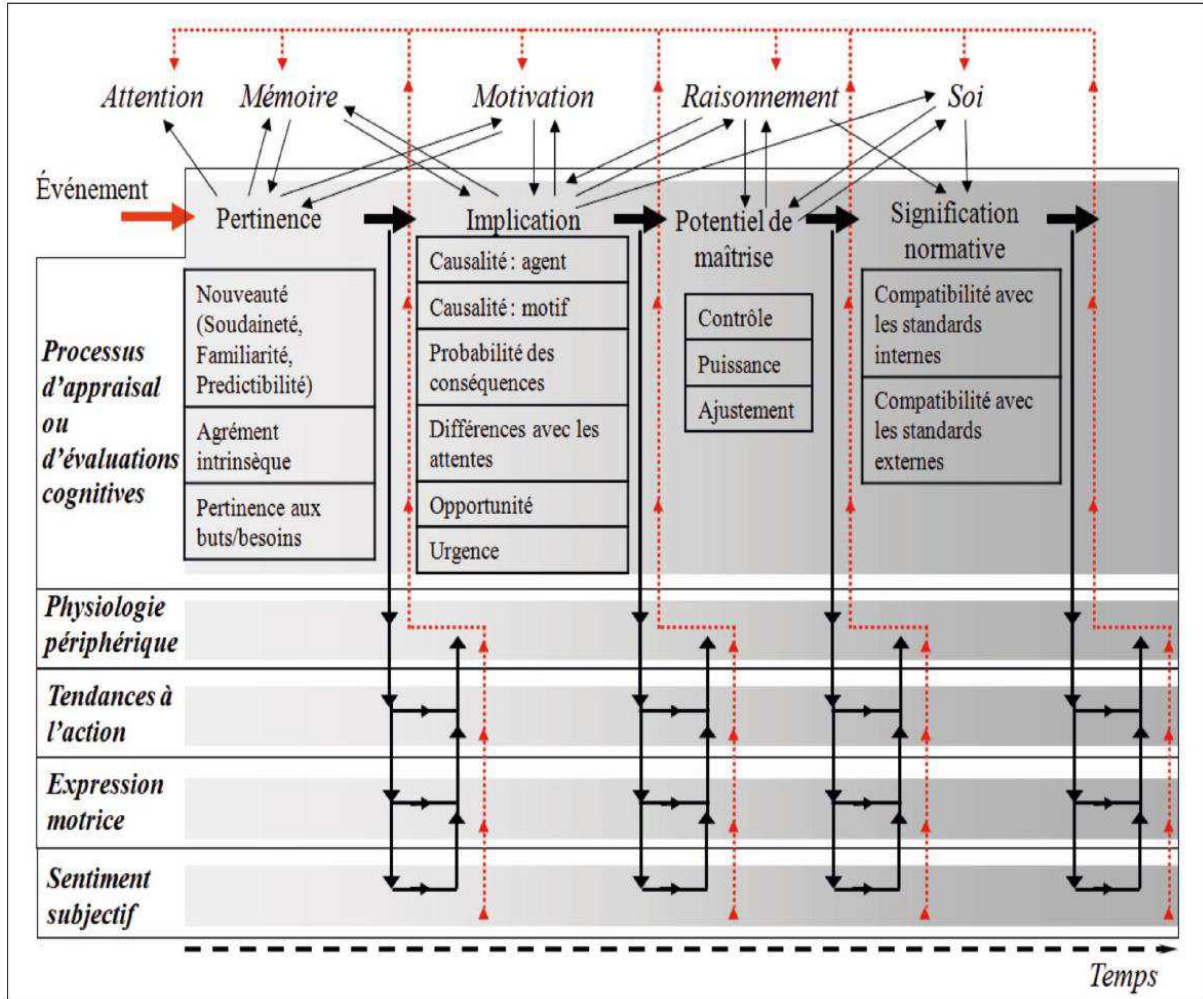 Attention Mémoire Motivation Raisonnement Soi
Événement
Pertinence
Implication
Potentiel de
maîtrise
Signification
normative
Processus
d'appraisal
ou
d'évaluations
cognitives
Nouveauté
(Soudaineté,
Familiarité,
Predictibilité)
Agrément
intrinsèque
Pertinence aux
buts/besoins
Causalité : agent
Causalité : motif
Probabilité des
conséquences
Différences avec les
attentes
Opportunité
Urgence
Contrôle
Puissance
Ajustement
Compatibilité avec
les standards
internes
Compatibilité avec
les standards
externes
Physiologie
périphérique
Tendances à
l'action
Expression
motrice
Sentiment
subjectif
Temps